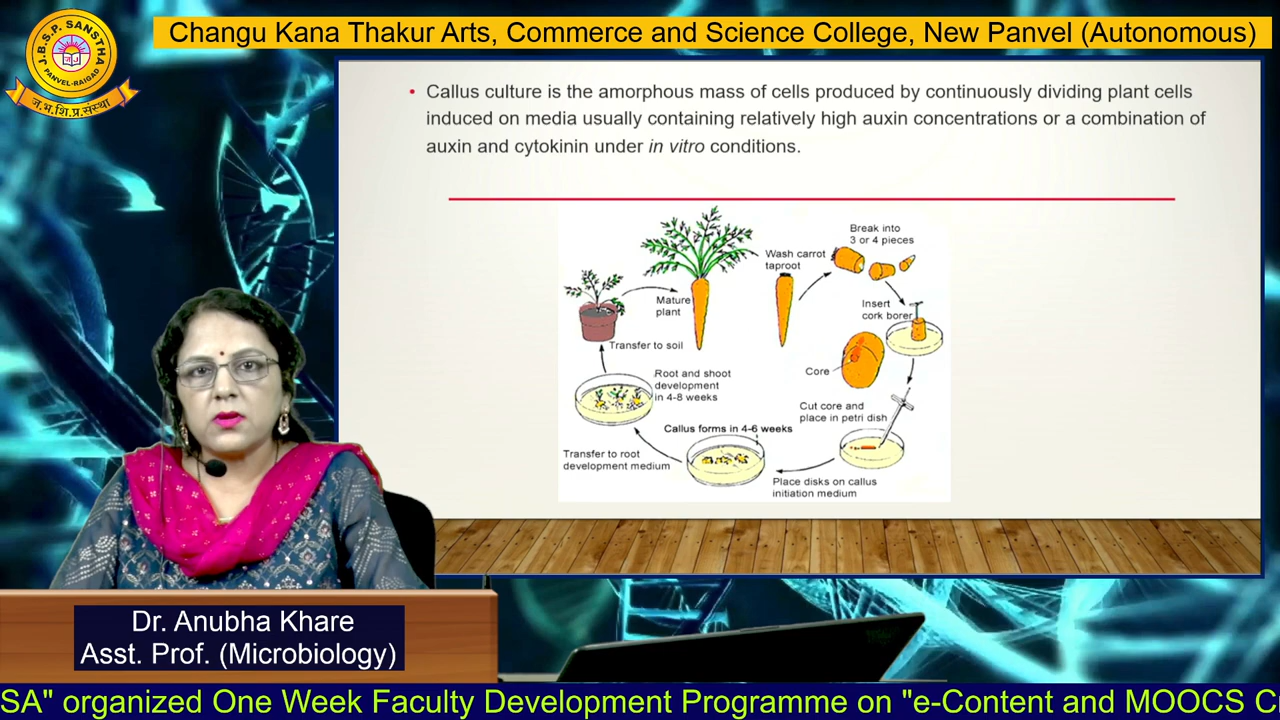 Changu Kana Thakur Arts, Commerce and Science College, New Panvel (Autonomous)
J.B.S.P. SANSTHA
PANVEL-RAIGAD
ज.भ.शि.प्र.संस्था
• Callus culture is the amorphous mass of cells produced by continuously dividing plant cells
induced on media usually containing relatively high auxin concentrations or a combination of
auxin and cytokinin under in vitro conditions.
Break into
3 or 4 pieces
Wash carrot
taproot
Mature
plant
Insert
cork borer
Transfer to soil
Core
Root and shoot
development
in 4-8 weeks
Cut core and
place in petri dish
Callus forms in 4-6 weeks
Transfer to root
development medium
Place disks on callus
initiation medium
Dr. Anubha Khare
Asst. Prof. (Microbiology)
SA" organized One Week Faculty Development Programme on "e-Content and MOOCS C